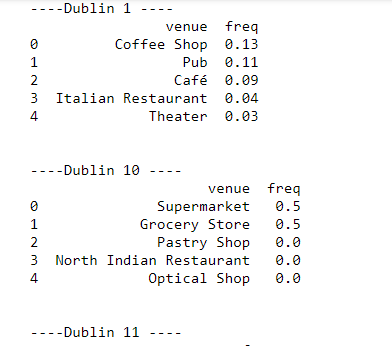 ----Dublin 1 ----
venue freq
0 Coffee Shop 0.13
1 Pub 0.11
2 Café 0.09
3 Italian Restaurant 0.04
4 Theater 0.03
----Dublin 10 ----
venue freq
0 Supermarket 0.5
1 Grocery Store 0.5
2 Pastry Shop 0.0
3 North Indian Restaurant 0.0
4 Optical Shop 0.0
----Dublin 11 ----